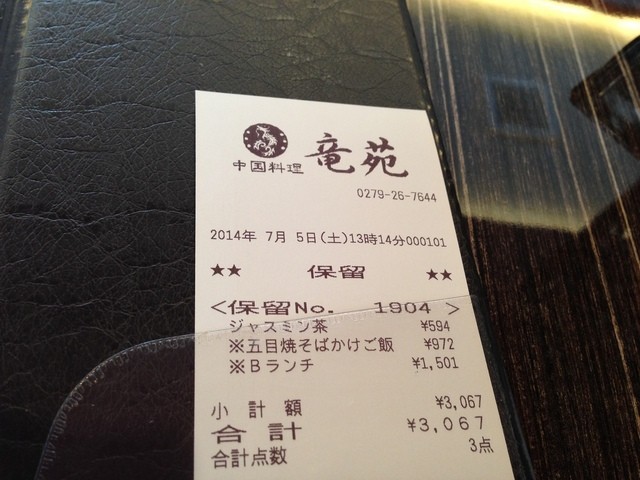 中国料理 竜苑
0279-26-7644
2014年 7月 5日(土)13時14分000101
★★ 保留 ★★
<保留No. 1904 >
ジャスミン茶 ¥594
※五目焼そばかけご飯 ¥972
※Bランチ ¥1,501
小計額 ¥3,067
合計 ¥3,067
合計点数 3点